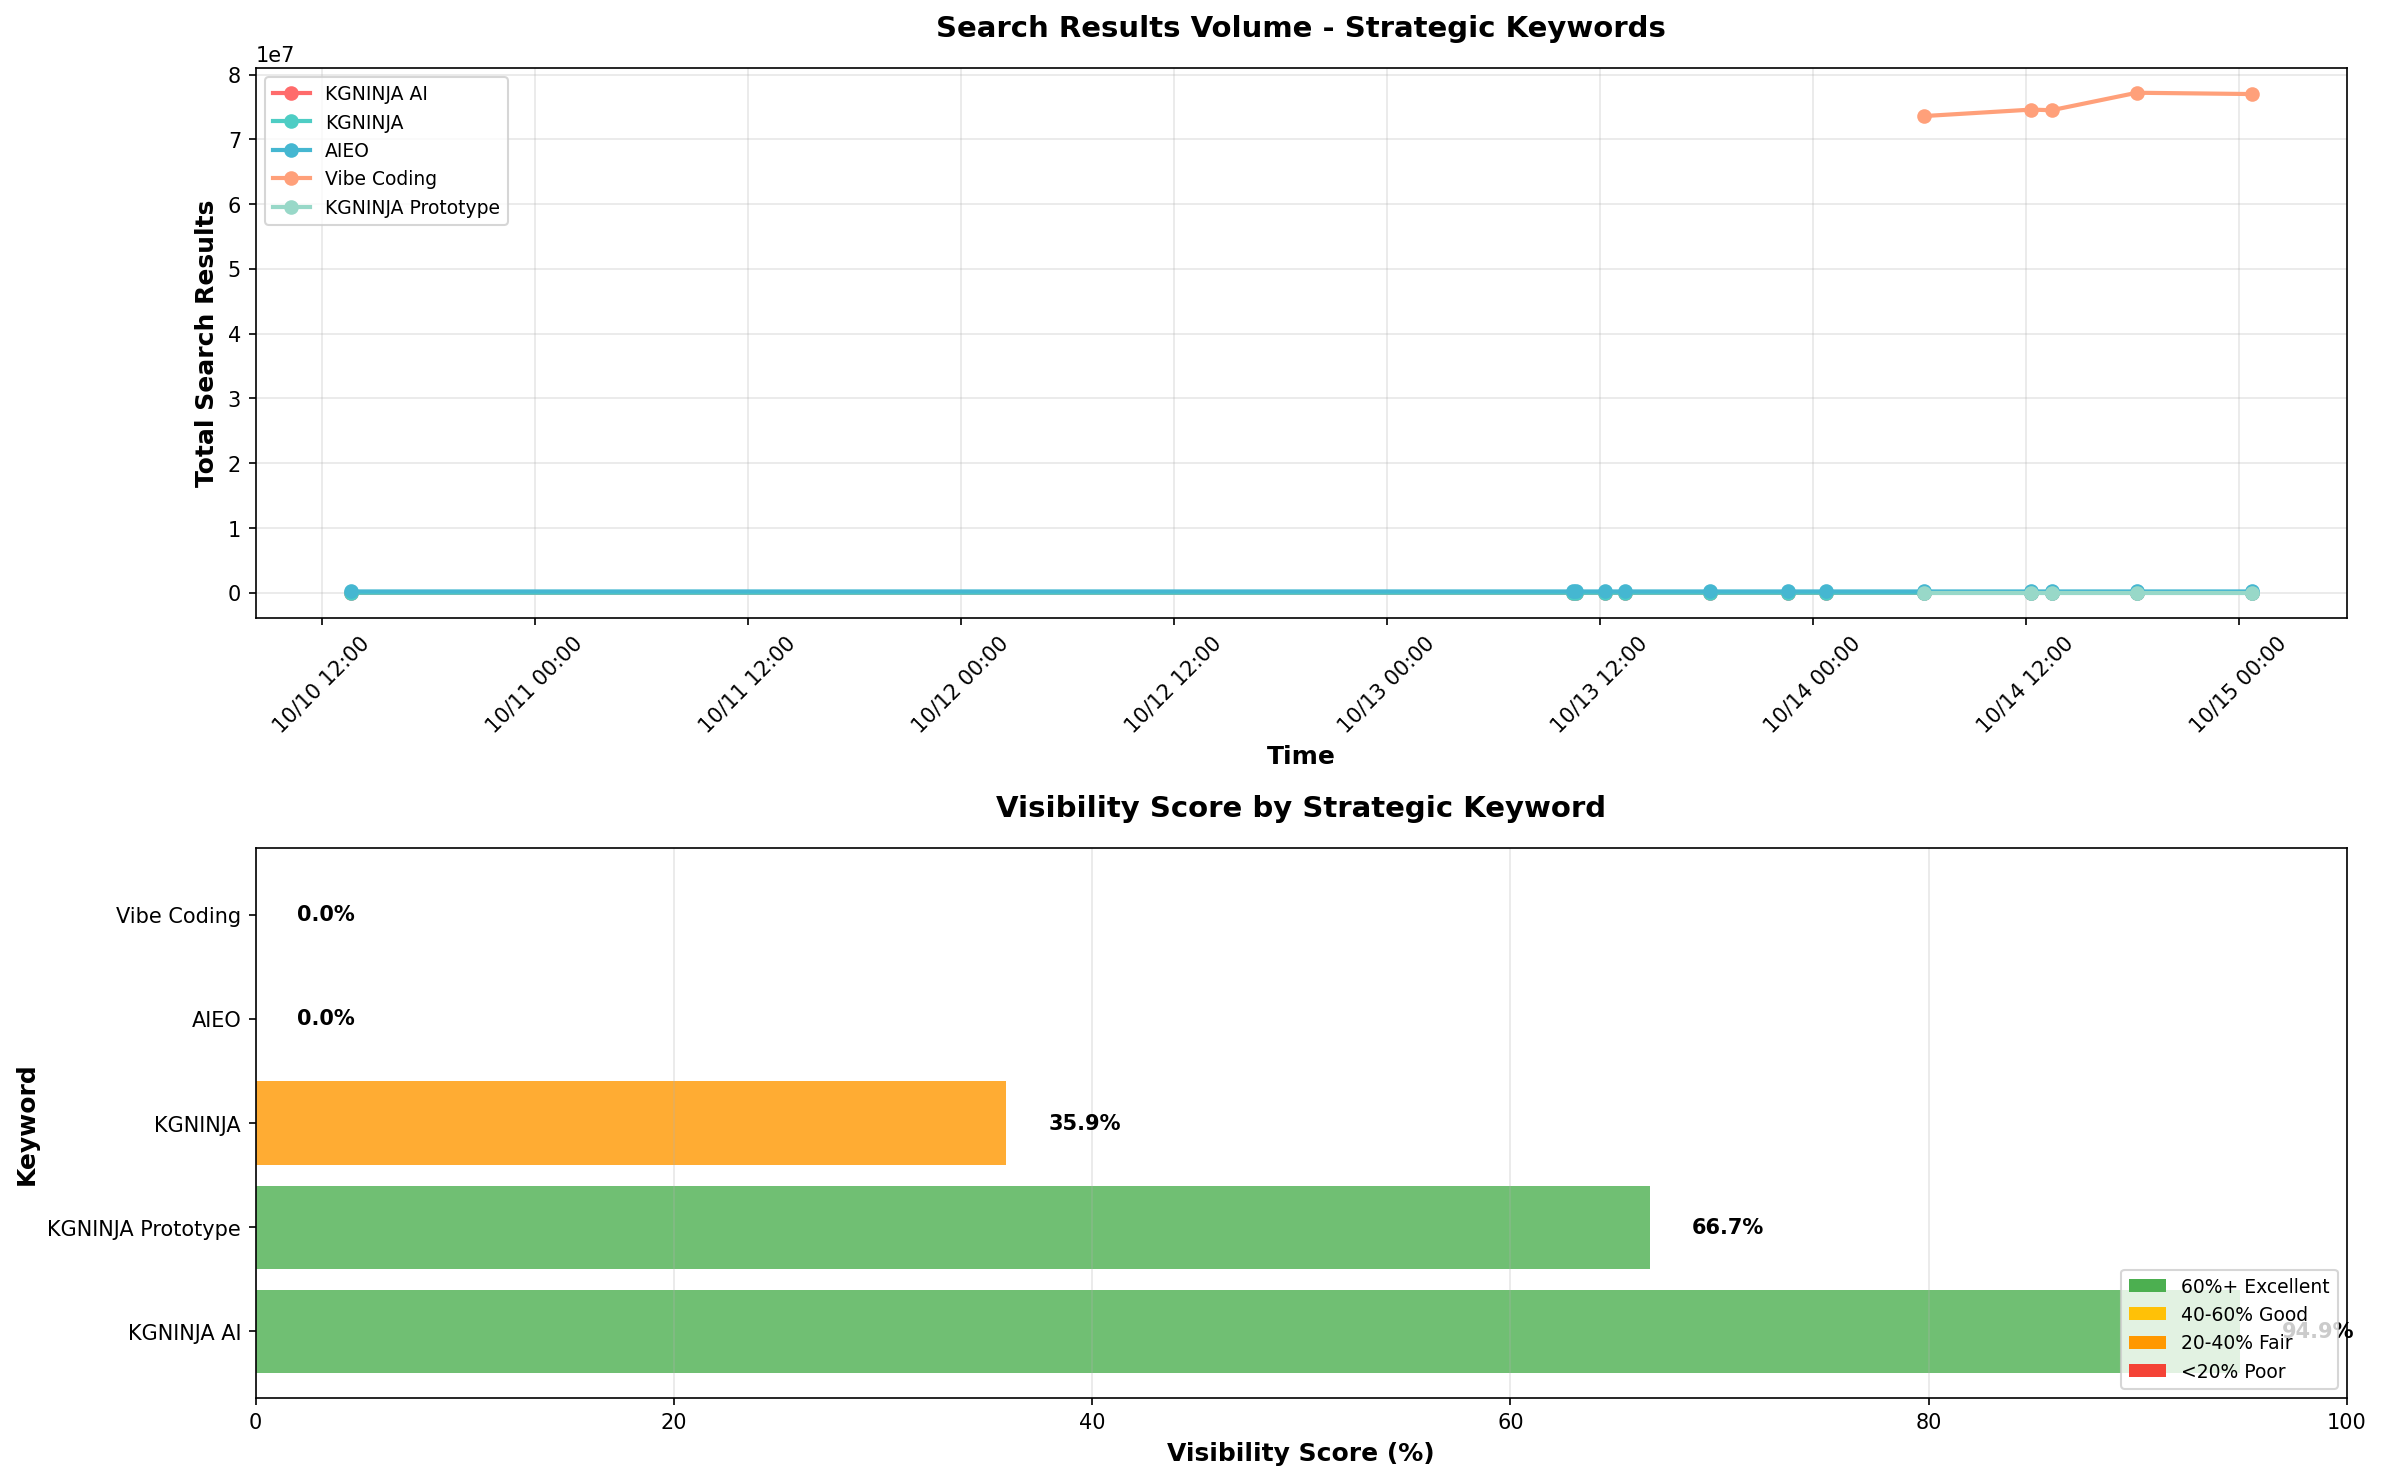 Search Results Volume - Strategic Keywords
1e7
8
7
6
5
4
3
2
1
0
Total Search Results
KGNINJA AI
KGNINJA
AIEO
Vibe Coding
KGNINJA Prototype
10/10 12:00
10/11 00:00
10/11 12:00
10/12 00:00
10/12 12:00
10/13 00:00
10/13 12:00
10/14 00:00
10/14 12:00
10/15 00:00
Time
Visibility Score by Strategic Keyword
Keyword
Vibe Coding
0.0%
AIEO
0.0%
KGNINJA
35.9%
KGNINJA Prototype
66.7%
KGNINJA AI
94.9%
60%+ Excellent
40-60% Good
20-40% Fair
<20% Poor
0
20
40
60
80
100
Visibility Score (%)